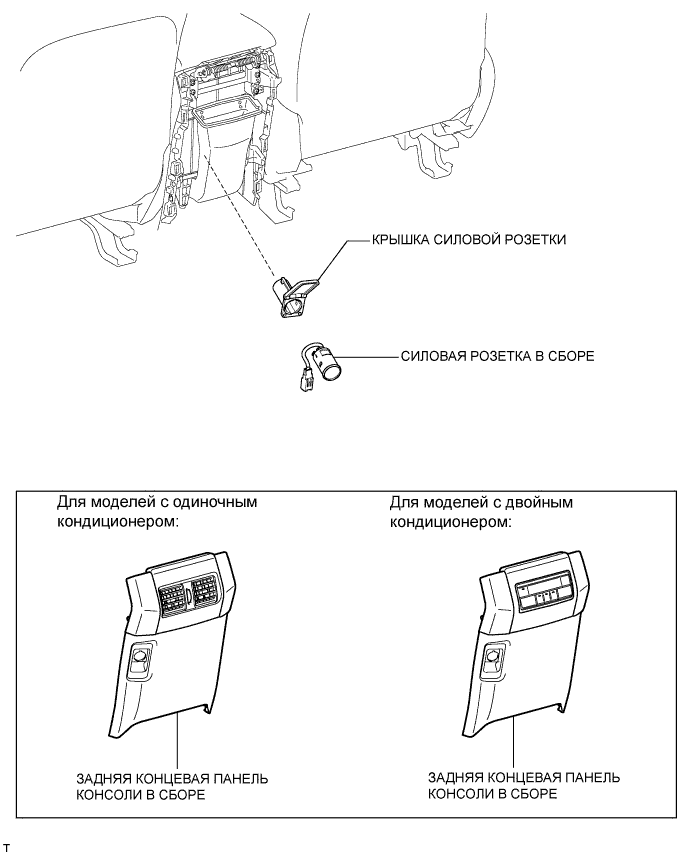 КРЫШКА СИЛОВОЙ РОЗЕТКИ
СИЛОВАЯ РОЗЕТКА В СБОРЕ
Для моделей с одиночным
кондиционером:
Для моделей с двойным
кондиционером:
ЗАДНЯЯ КОНЦЕВАЯ ПАНЕЛЬ
КОНСОЛИ В СБОРЕ
ЗАДНЯЯ КОНЦЕВАЯ ПАНЕЛЬ
КОНСОЛИ В СБОРЕ
T